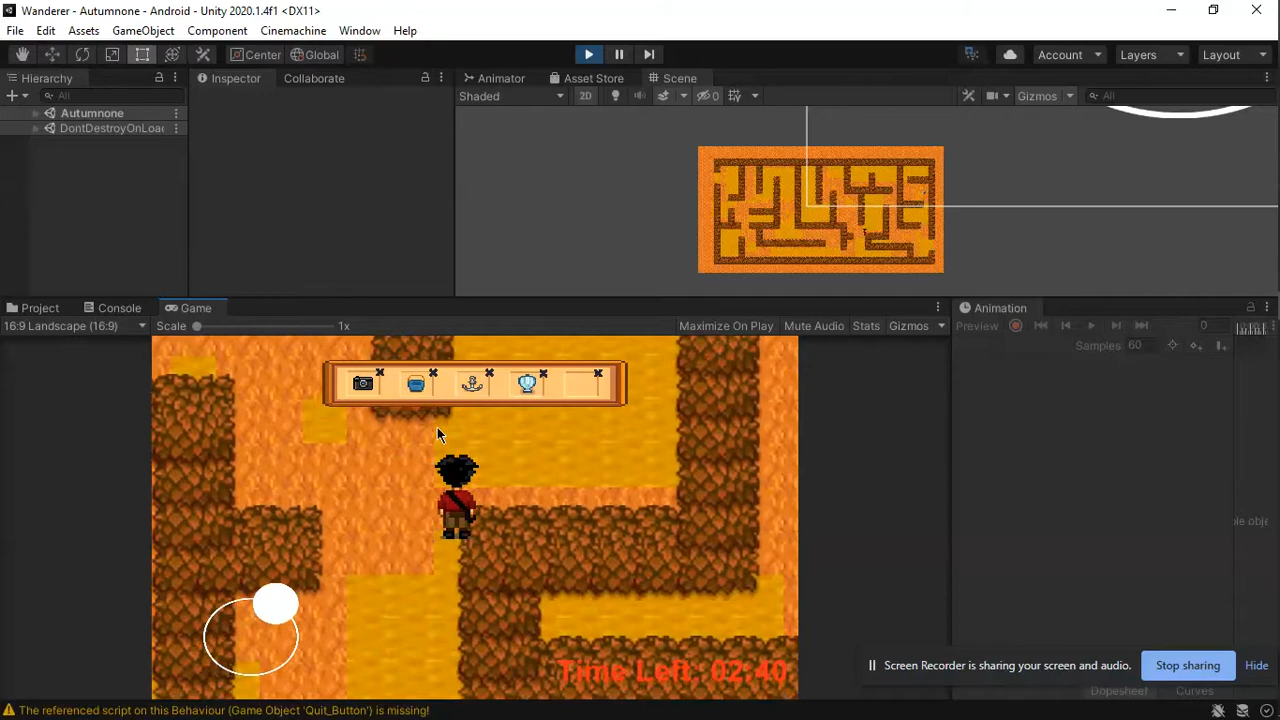 Wanderer - Autumnone - Android - Unity 2020.1.4f1 <DX11>
File Edit Assets GameObject Component Cinemachine Window Help
Center Global Account Layers Layout
Hierarchy Inspector Collaborate Animator Asset Store Scene
All Shaded 2D 0 Gizmos All
Autumnone
DontDestroyOnLoad
Project Console Game Animation
16:9 Landscape (16:9) Scale 1x Maximize On Play Mute Audio Stats Gizmos Preview 0
Samples 60
Time Left: 02:40
Screen Recorder is sharing your screen and audio. Stop sharing Hide
Dopesheet Curves
The referenced script on this Behaviour (Game Object 'Quit_Button') is missing!